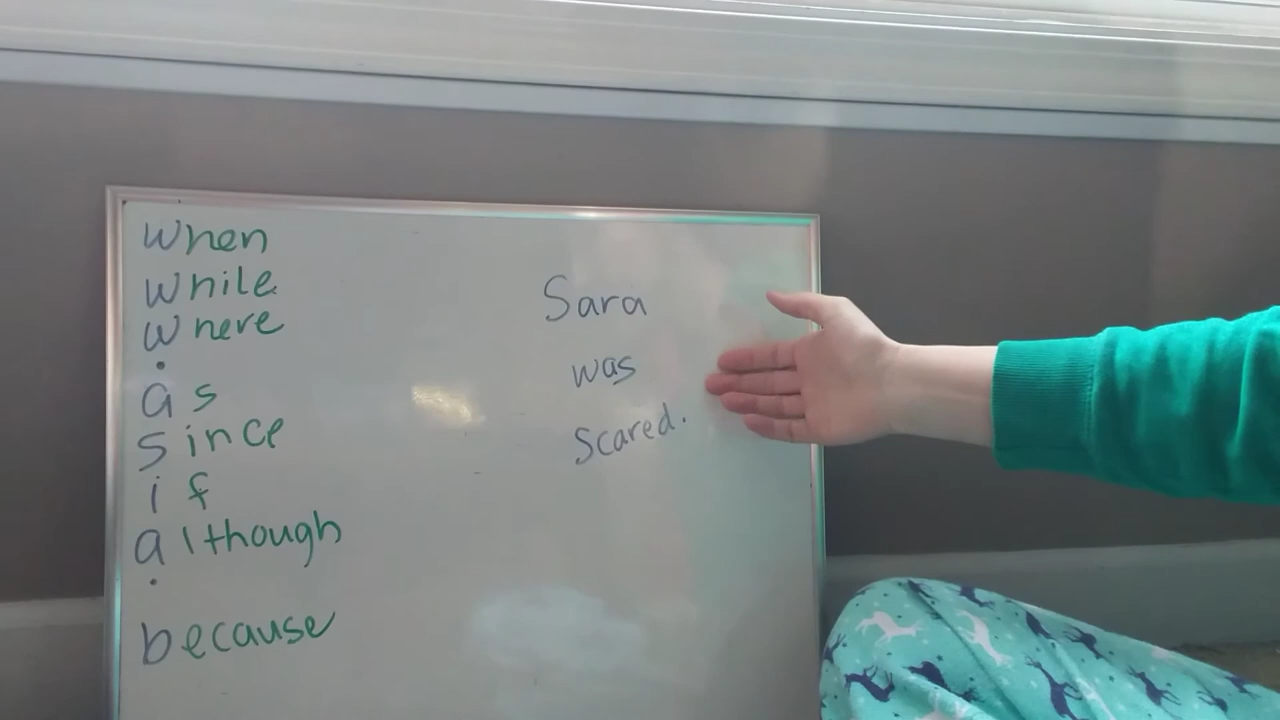 when
while
where
.
as
since
if
although
.
because
Sara
was
Scared.